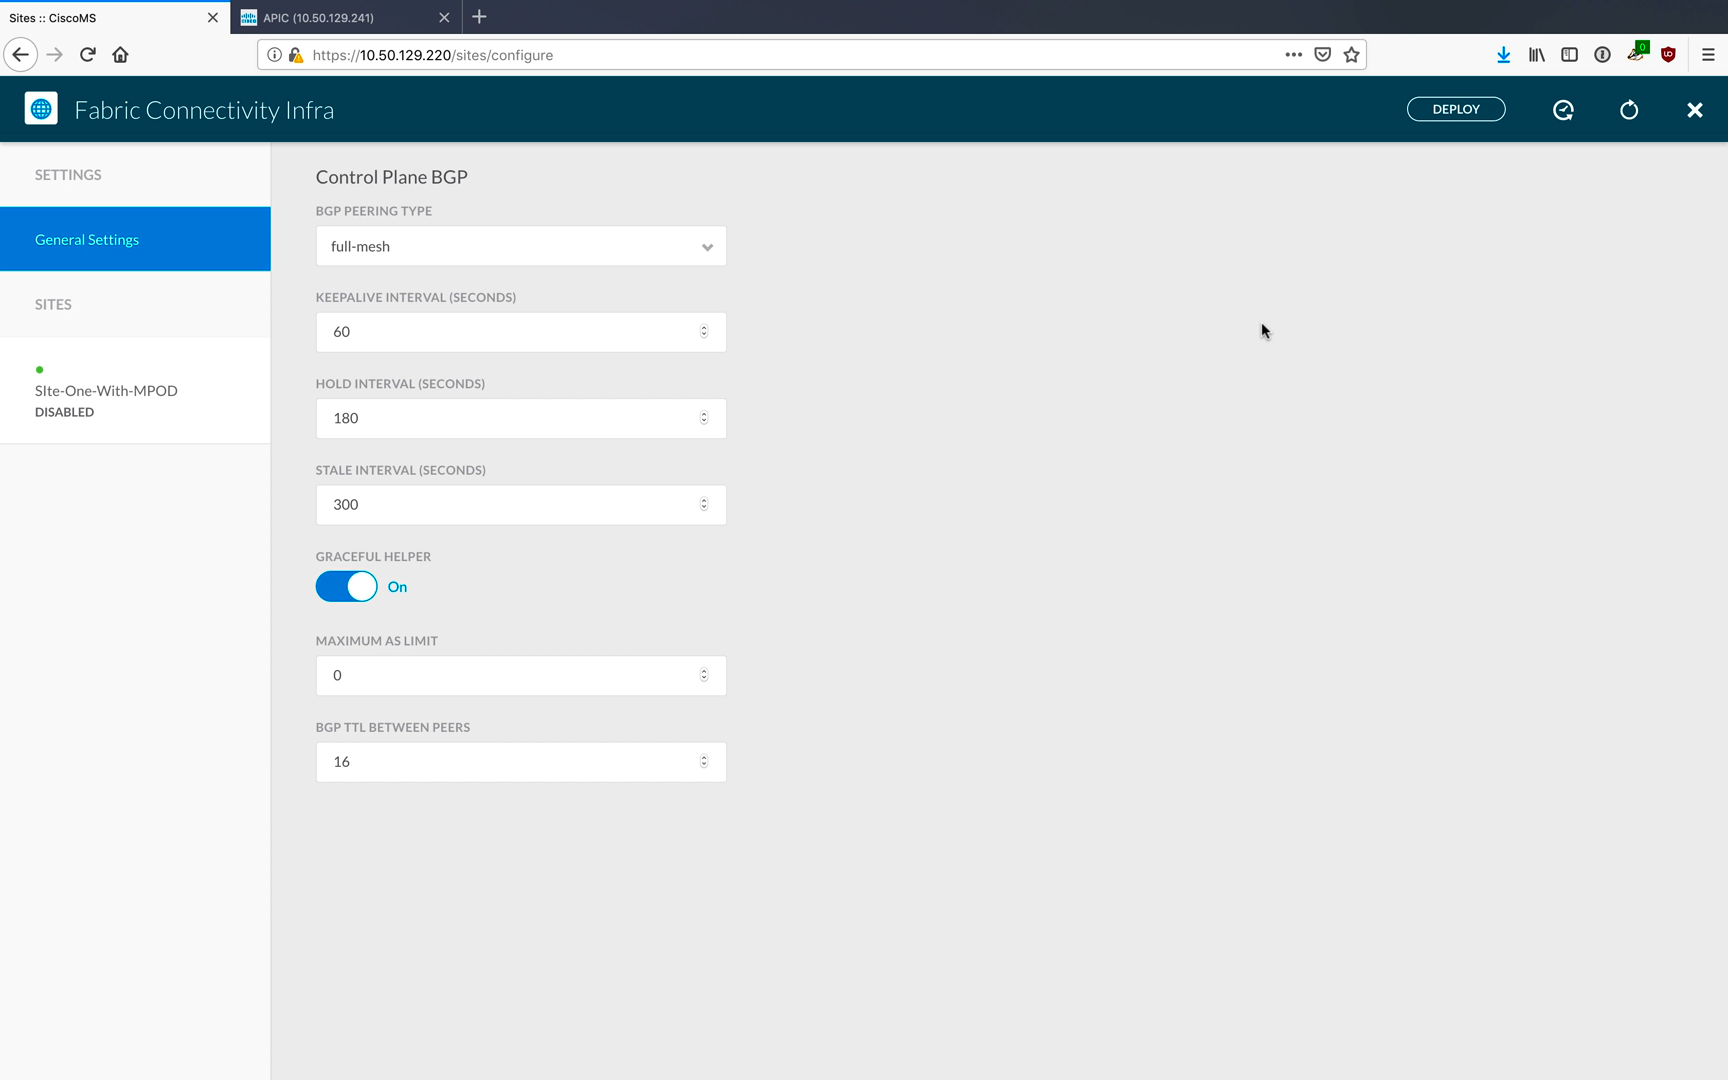 Sites :: CiscoMS
APIC (10.50.129.241)
https://10.50.129.220/sites/configure
0
Fabric Connectivity Infra
DEPLOY
SETTINGS
General Settings
SITES
SIte-One-With-MPOD
DISABLED
Control Plane BGP
BGP PEERING TYPE
full-mesh
KEEPALIVE INTERVAL (SECONDS)
60
HOLD INTERVAL (SECONDS)
180
STALE INTERVAL (SECONDS)
300
GRACEFUL HELPER
On
MAXIMUM AS LIMIT
0
BGP TTL BETWEEN PEERS
16